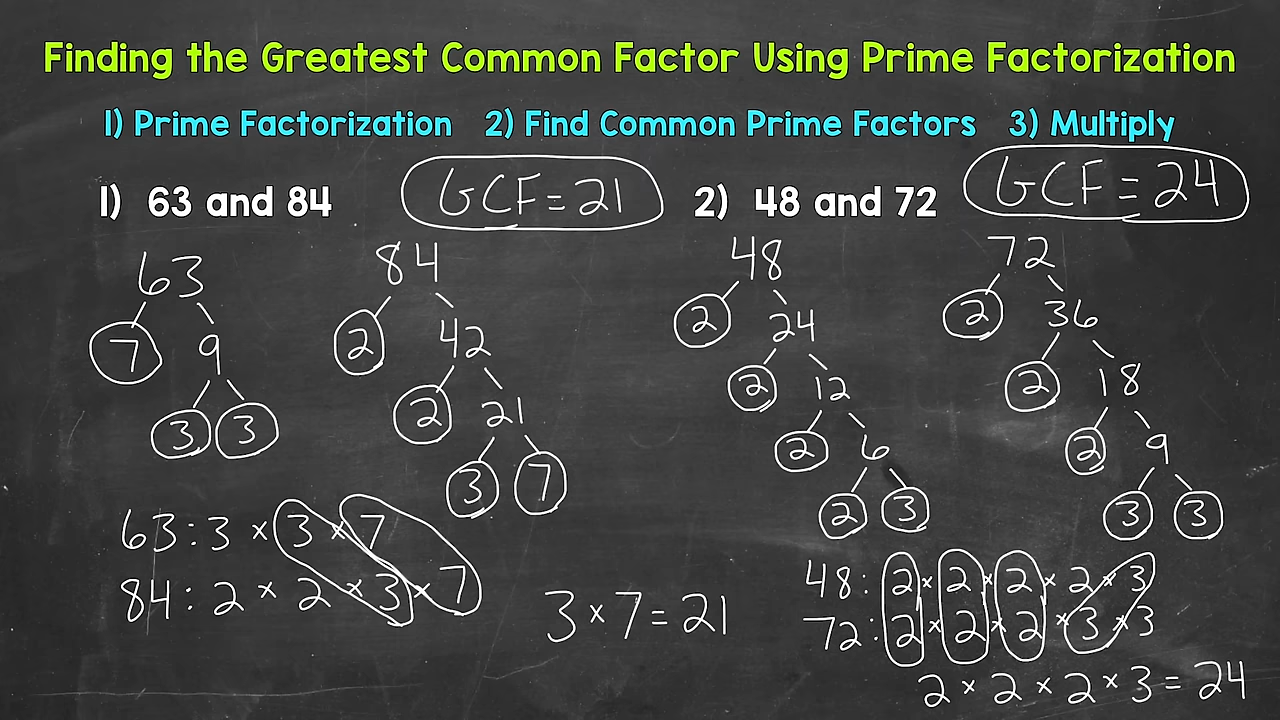 Finding the Greatest Common Factor Using Prime Factorization
1) Prime Factorization 2) Find Common Prime Factors 3) Multiply
1) 63 and 84
GCF = 21
63
7 9
3 3
84
2 42
2 21
3 7
63: 3 × 3 × 7
84: 2 × 2 × 3 × 7
3 × 7 = 21
2) 48 and 72
GCF = 24
48
2 24
2 12
2 6
2 3
72
2 36
2 18
2 9
3 3
48: 2 × 2 × 2 × 2 × 3
72: 2 × 2 × 2 × 3 × 3
2 × 2 × 2 × 3 = 24